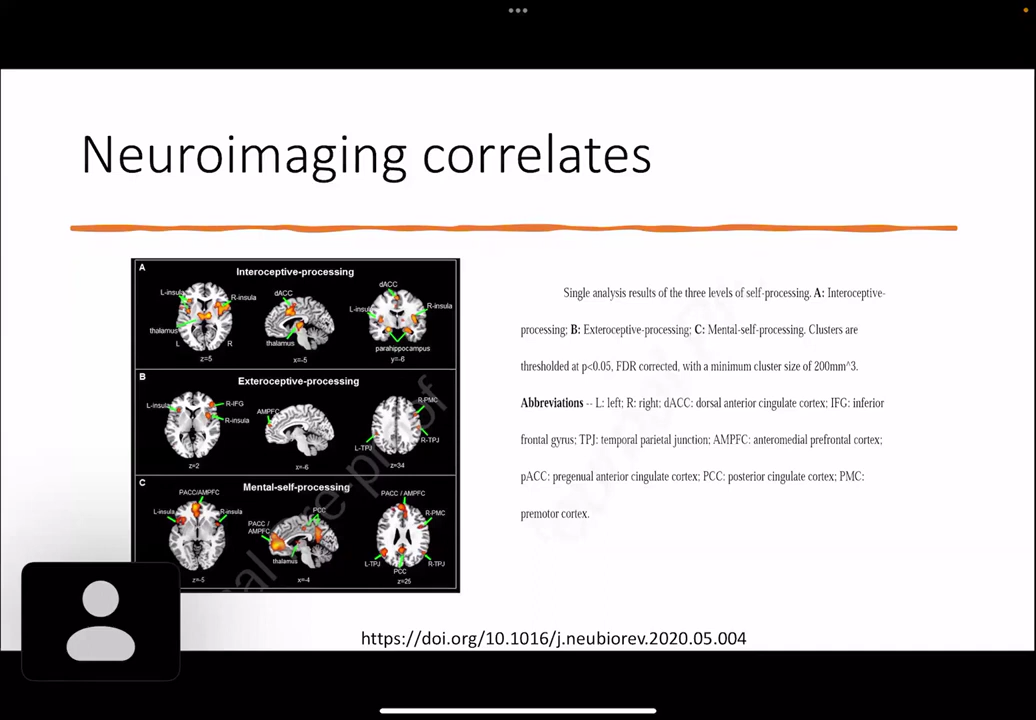 Neuroimaging correlates
A
Interoceptive-processing
dACC
dACC
L-insula
R-insula
L-insula
R-insula
thalamus
thalamus
parahippocampus
L
R
z=5
x=-5
y=-6
B
Exteroceptive-processing
L-insula
R-IFG
R-insula
AMPFC
R-PMC
L-TPJ
R-TPJ
z=2
x=-6
z=34
C
Mental-self-processing
PACC/AMPFC
L-insula
R-insula
PACC /
AMPFC
PCC
thalamus
PACC / AMPFC
R-PMC
L-TPJ
R-TPJ
PCC
z=-5
x=-4
z=25
Single analysis results of the three levels of self-processing. A: Interoceptive-
processing; B: Exteroceptive-processing; C: Mental-self-processing. Clusters are
thresholded at p<0.05, FDR corrected, with a minimum cluster size of 200mm^3.
Abbreviations -- L: left; R: right; dACC: dorsal anterior cingulate cortex; IFG: inferior
frontal gyrus; TPJ: temporal parietal junction; AMPFC: anteromedial prefrontal cortex;
pACC: pregenual anterior cingulate cortex; PCC: posterior cingulate cortex; PMC:
premotor cortex.
https://doi.org/10.1016/j.neubiorev.2020.05.004